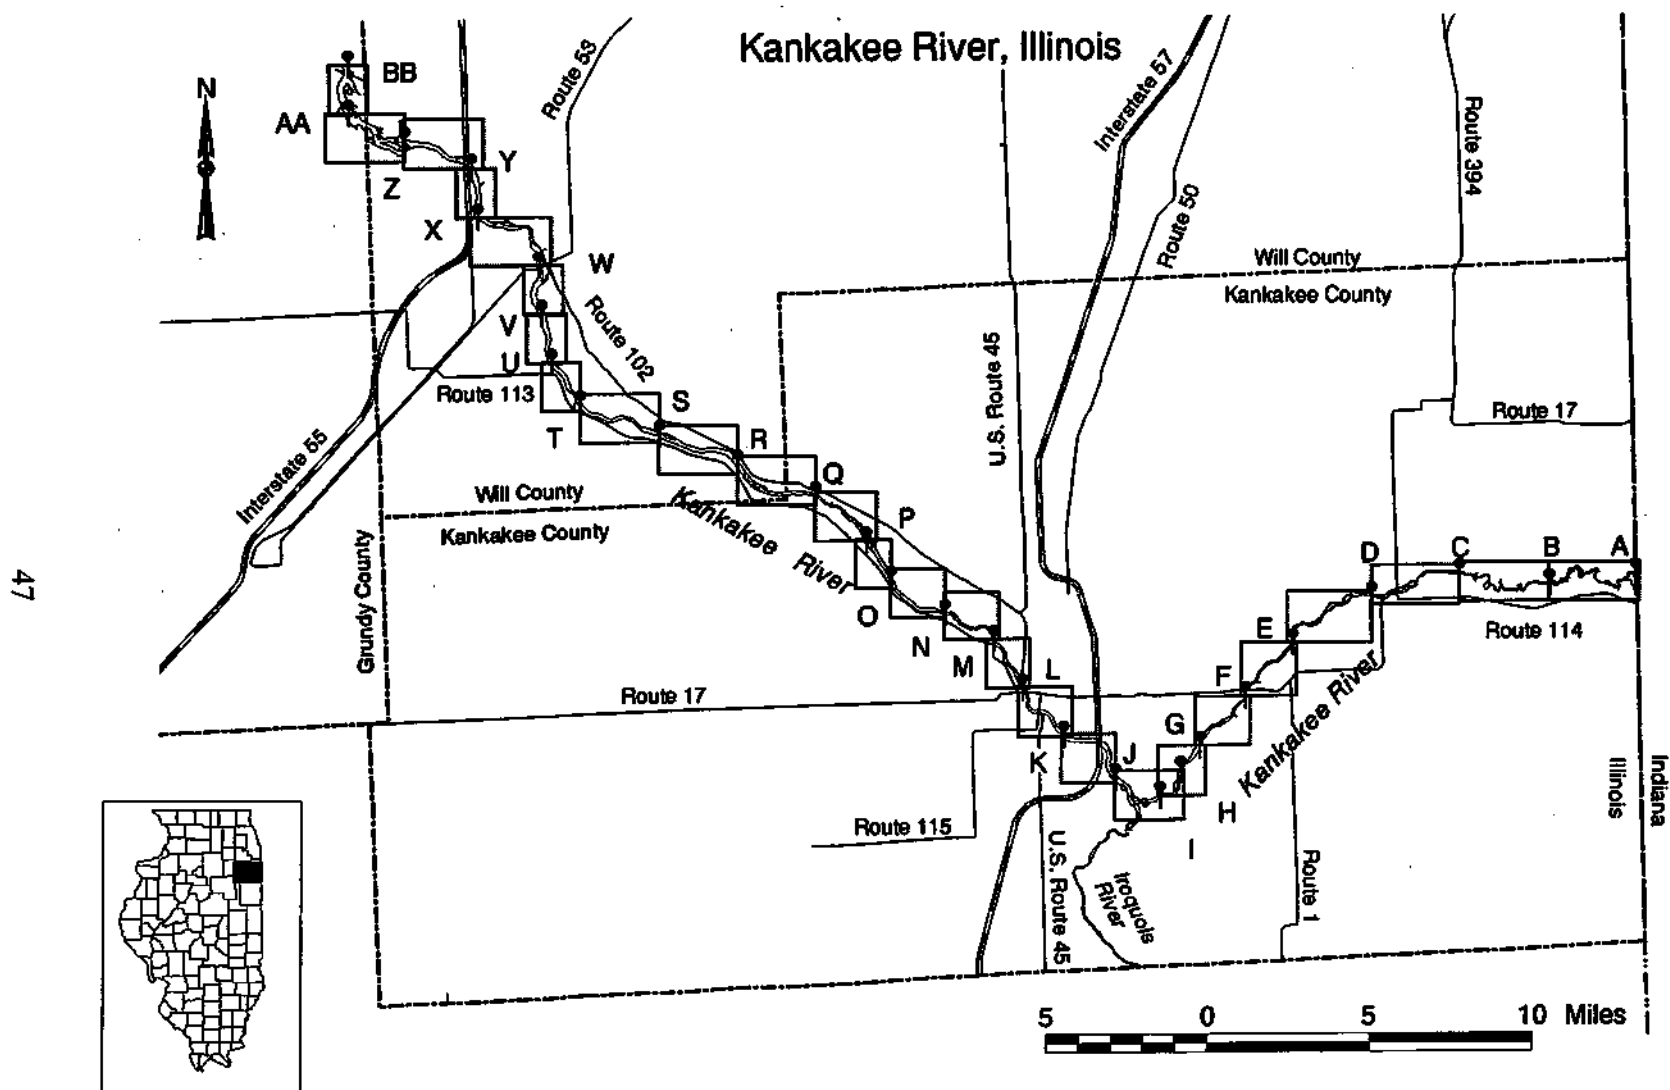 Kankakee River, Illinois
N
BB
AA
Z
Y
X
W
V
U
T
S
R
Q
P
O
N
M
L
K
J
I
H
G
F
E
D
C
B
A
Route 53
Interstate 57
Route 50
Route 394
Will County
Kankakee County
U.S. Route 45
Route 102
Route 113
Route 17
Interstate 55
Will County
Kankakee County
Grundy County
Kankakee River
Route 114
Route 17
Kankakee River
Route 115
U.S. Route 45
Iroquois
River
Route 1
Illinois
Indiana
5 0 5 10 Miles
47